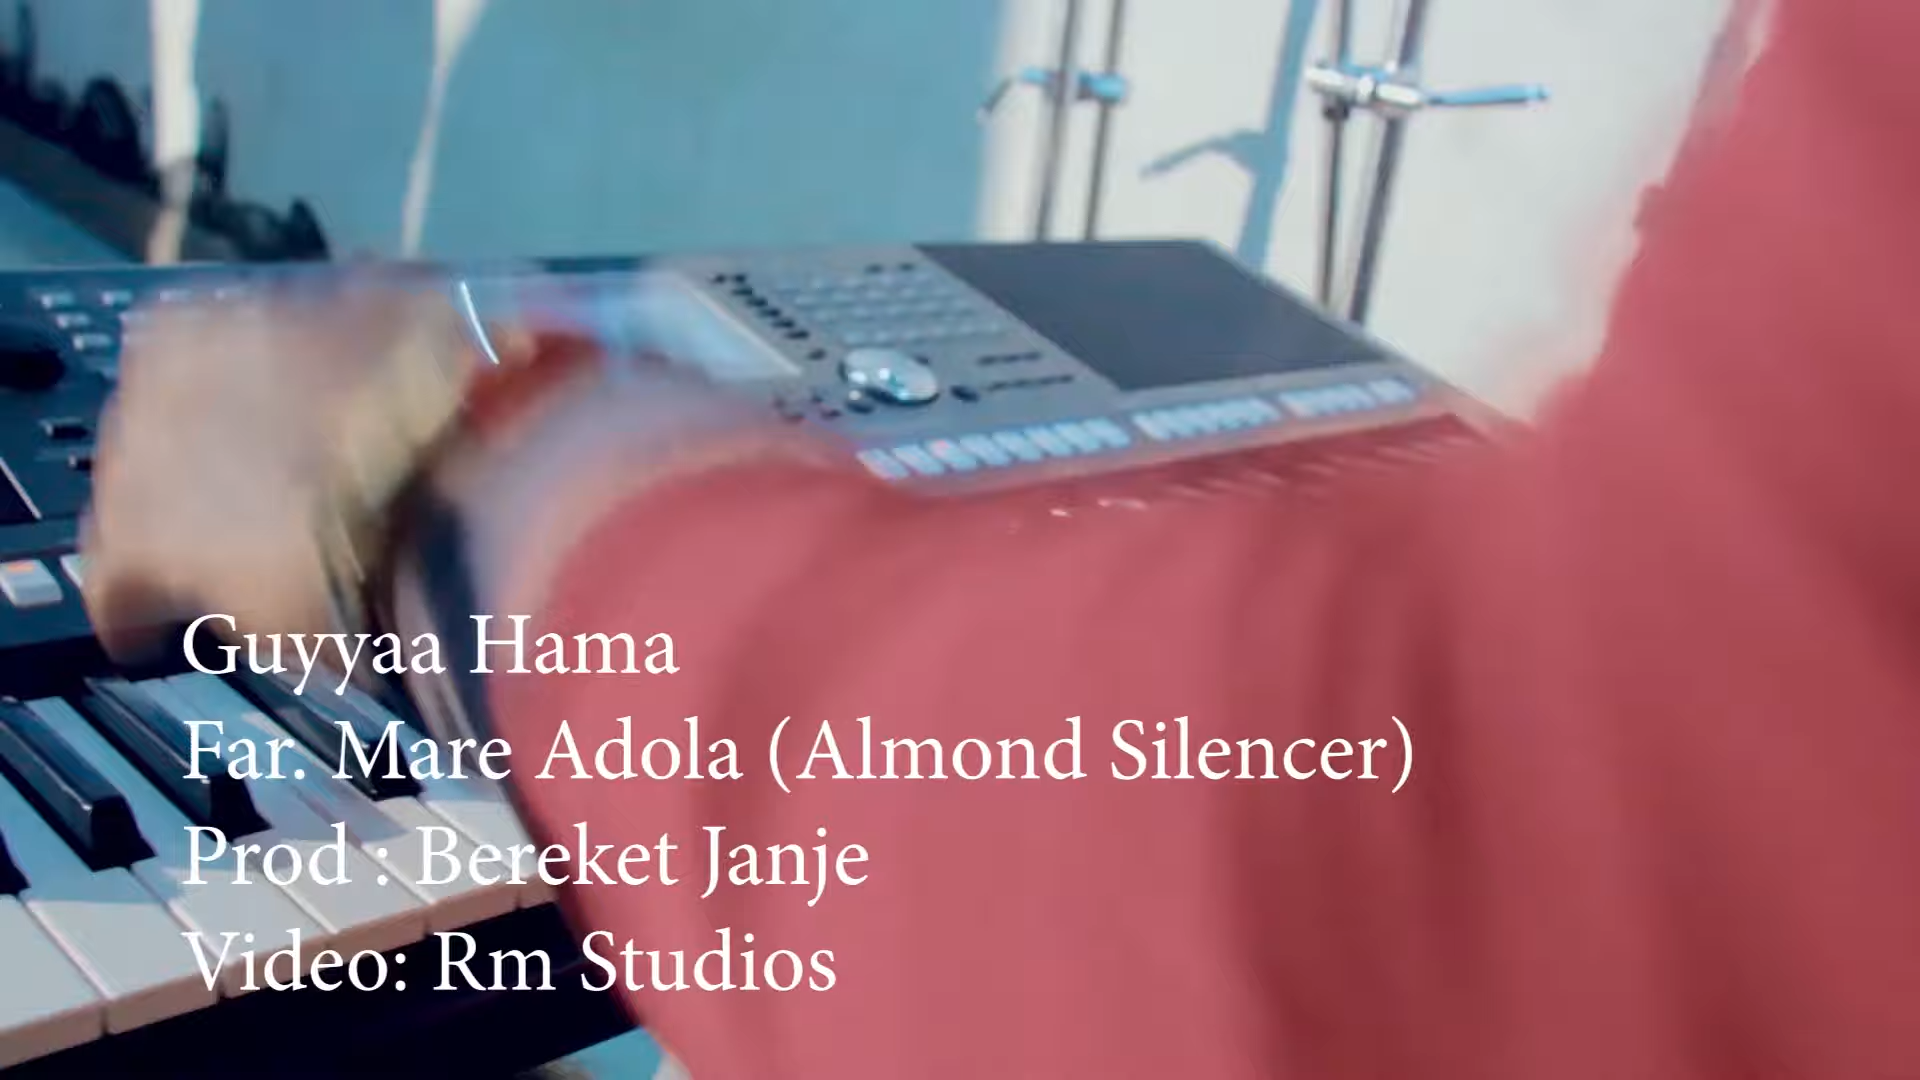 Guyyaa Hama
Far. Mare Adola (Almond Silencer)
Prod : Bereket Janje
Video: Rm Studios